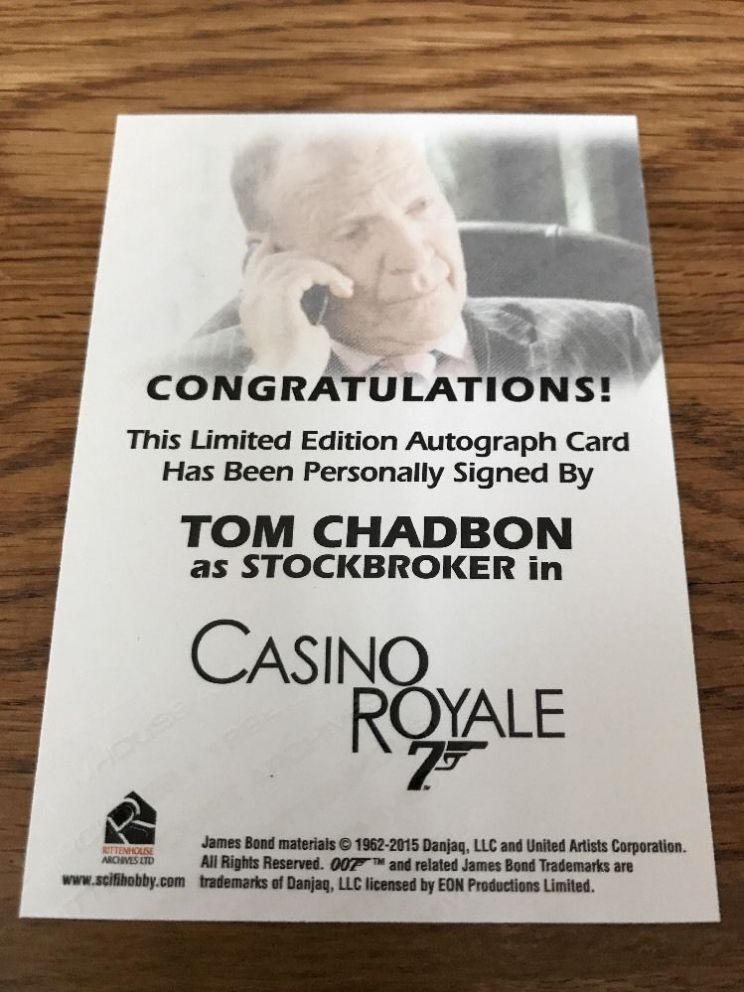 CONGRATULATIONS!
This Limited Edition Autograph Card
Has Been Personally Signed By
TOM CHADBON
as STOCKBROKER in
CASINO
ROYALE
7
RITTENHOUSE
ARCHIVES LTD
www.scifihobby.com
James Bond materials © 1962-2015 Danjaq, LLC and United Artists Corporation.
All Rights Reserved. 007 ™ and related James Bond Trademarks are
trademarks of Danjaq, LLC licensed by EON Productions Limited.